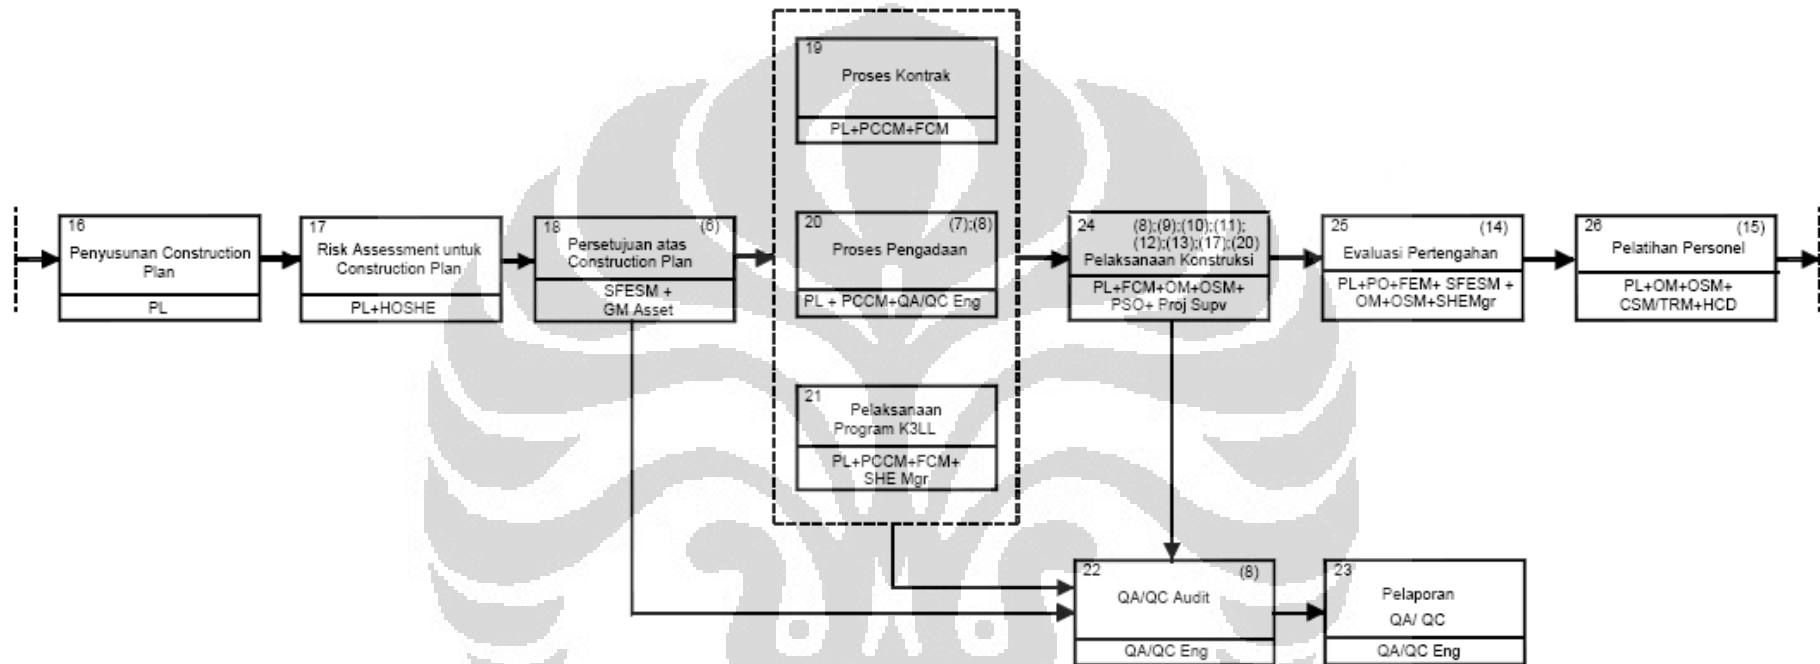 16
Penyusunan Construction
Plan
PL
17
Risk Assessment untuk
Construction Plan
PL+HOSHE
18 (6)
Persetujuan atas
Construction Plan
SFESM +
GM Asset
19
Proses Kontrak
PL+PCCM+FCM
20 (7);(8)
Proses Pengadaan
PL + PCCM+QA/QC Eng
21
Pelaksanaan
Program K3LL
PL+PCCM+FCM+
SHE Mgr
24 (8);(9);(10);(11);
(12);(13);(17);(20)
Pelaksanaan Konstruksi
PL+FCM+OM+OSM+
PSO+ Proj Supv
25 (14)
Evaluasi Pertengahan
PL+PO+FEM+ SFESM +
OM+OSM+SHEMgr
26 (15)
Pelatihan Personel
PL+OM+OSM+
CSM/TRM+HCD
22 (8)
QA/QC Audit
QA/QC Eng
23
Pelaporan
QA/ QC
QA/QC Eng